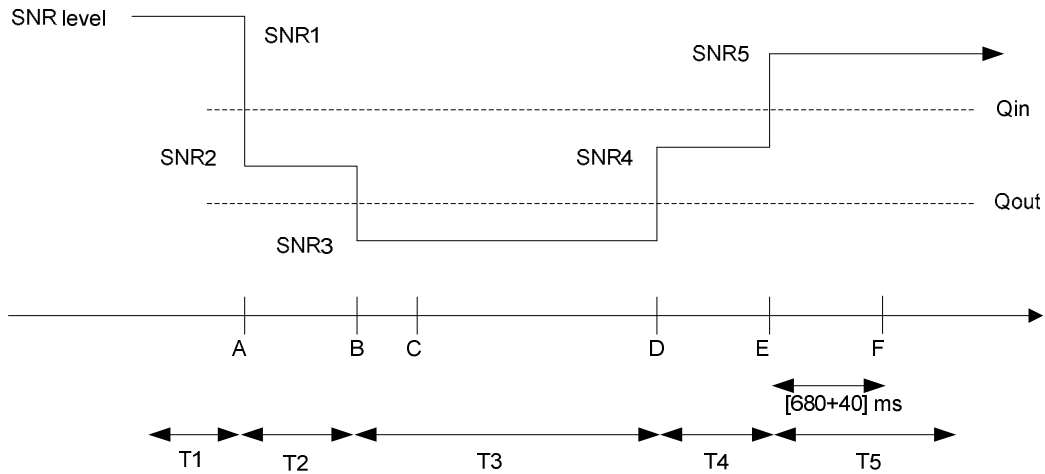 SNR level
SNR1
SNR5
Qin
SNR2
SNR4
Qout
SNR3
A
B
C
D
E
F
[680+40] ms
T1
T2
T3
T4
T5